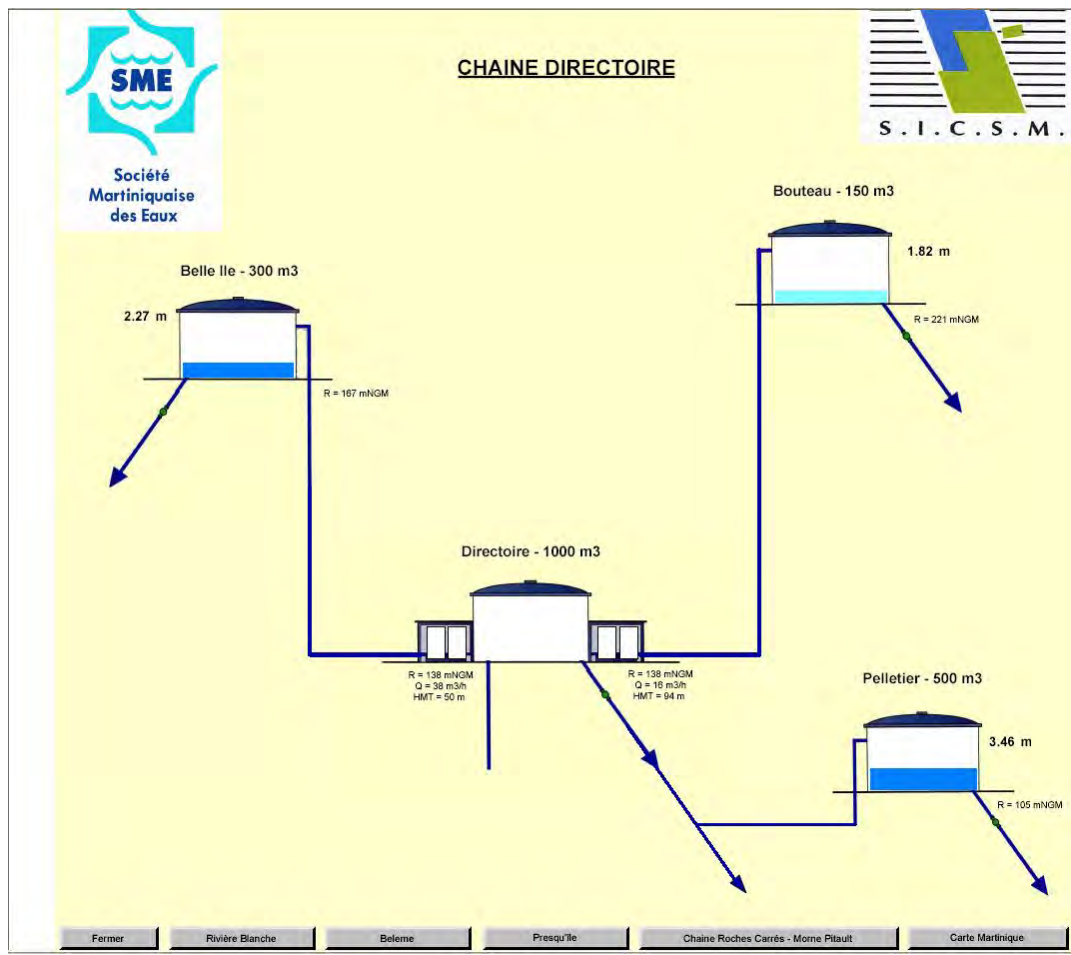 SME
Société
Martiniquaise
des Eaux
CHAINE DIRECTOIRE
S.I.C.S.M.
Bouteau - 150 m3
1.82 m
R = 221 mNGM
Belle Ile - 300 m3
2.27 m
R = 167 mNGM
Directoire - 1000 m3
R = 138 mNGM
Q = 38 m3/h
HMT = 50 m
R = 138 mNGM
Q = 16 m3/h
HMT = 94 m
Pelletier - 500 m3
3.46 m
R = 105 mNGM
Fermer
Rivière Blanche
Beleme
Presqu'Ile
Chaine Roches Carrés - Morne Pitault
Carte Martinique